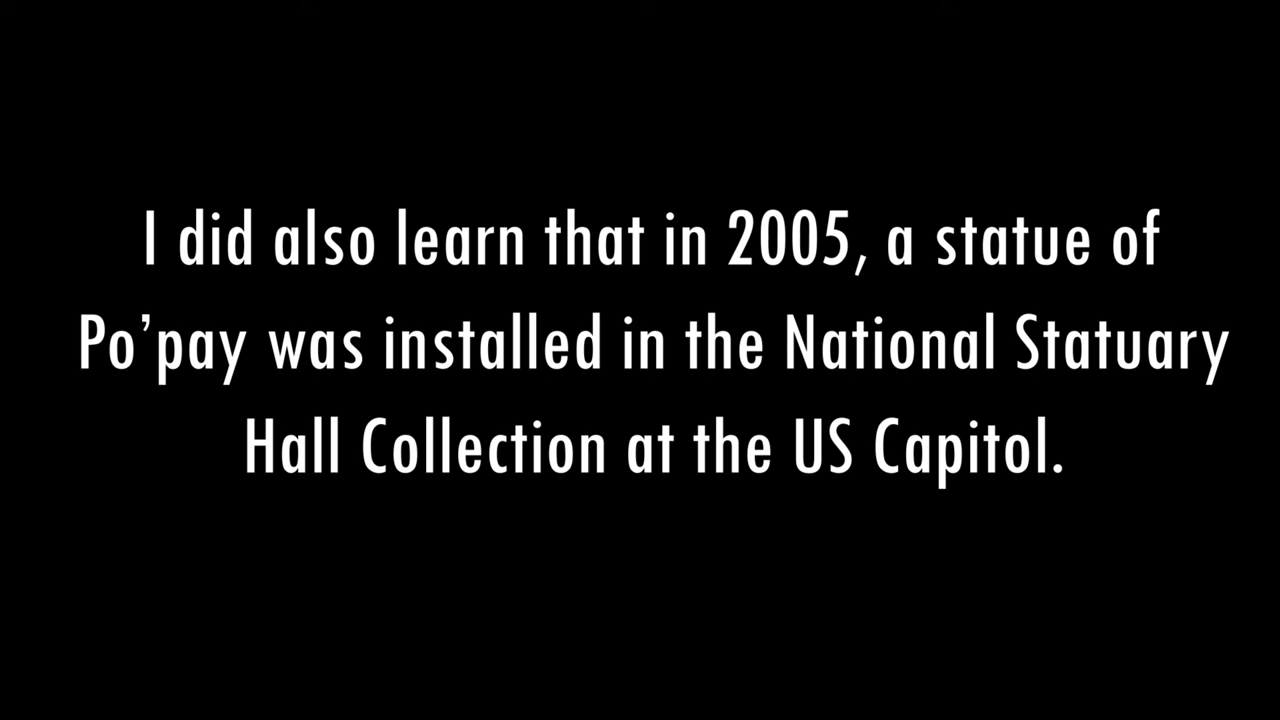 I did also learn that in 2005, a statue of
Po’pay was installed in the National Statuary
Hall Collection at the US Capitol.